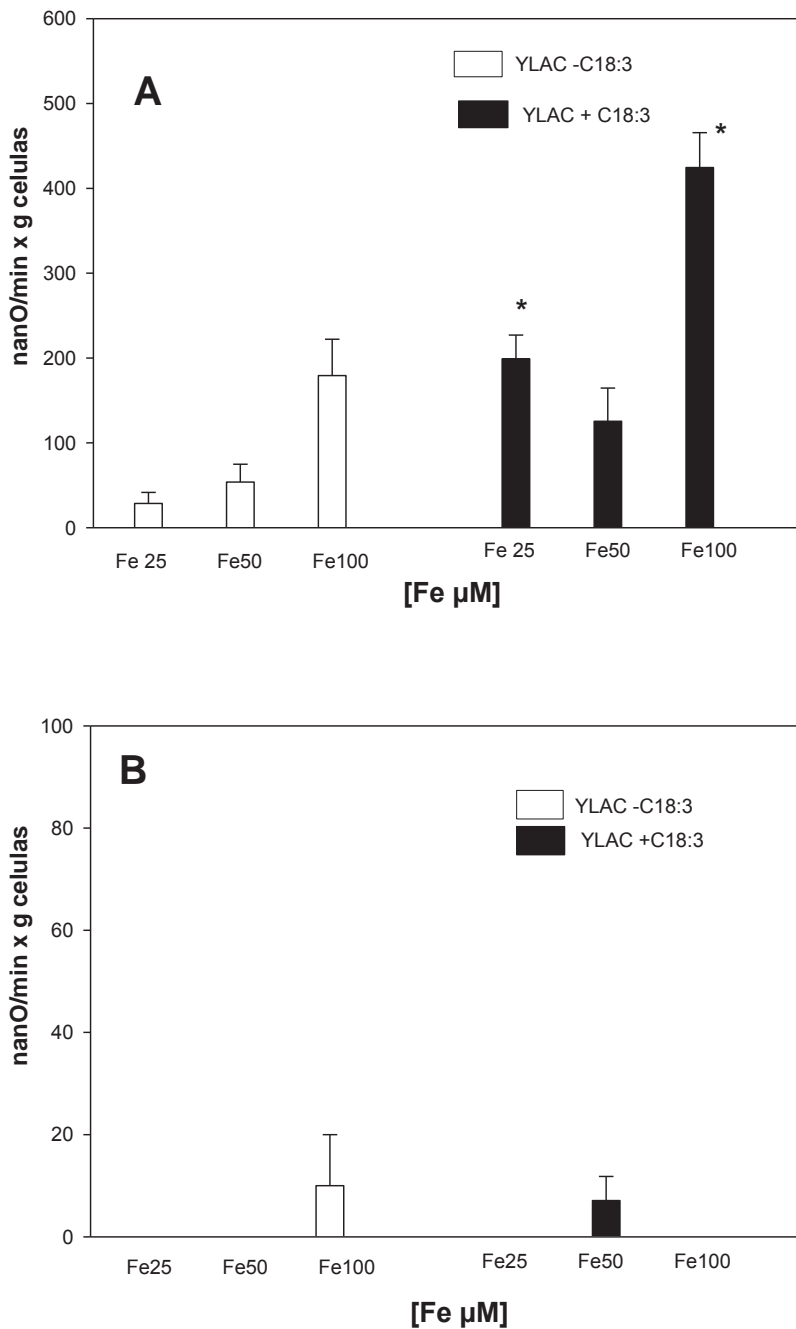 600
A
YLAC -C18:3
YLAC + C18:3
500
*
400
300
*
200
100
0
nanO/min x g celulas
Fe 25 Fe50 Fe100 Fe 25 Fe50 Fe100
[Fe µM]
100
B
YLAC -C18:3
YLAC +C18:3
80
60
40
20
0
nanO/min x g celulas
Fe25 Fe50 Fe100 Fe25 Fe50 Fe100
[Fe µM]